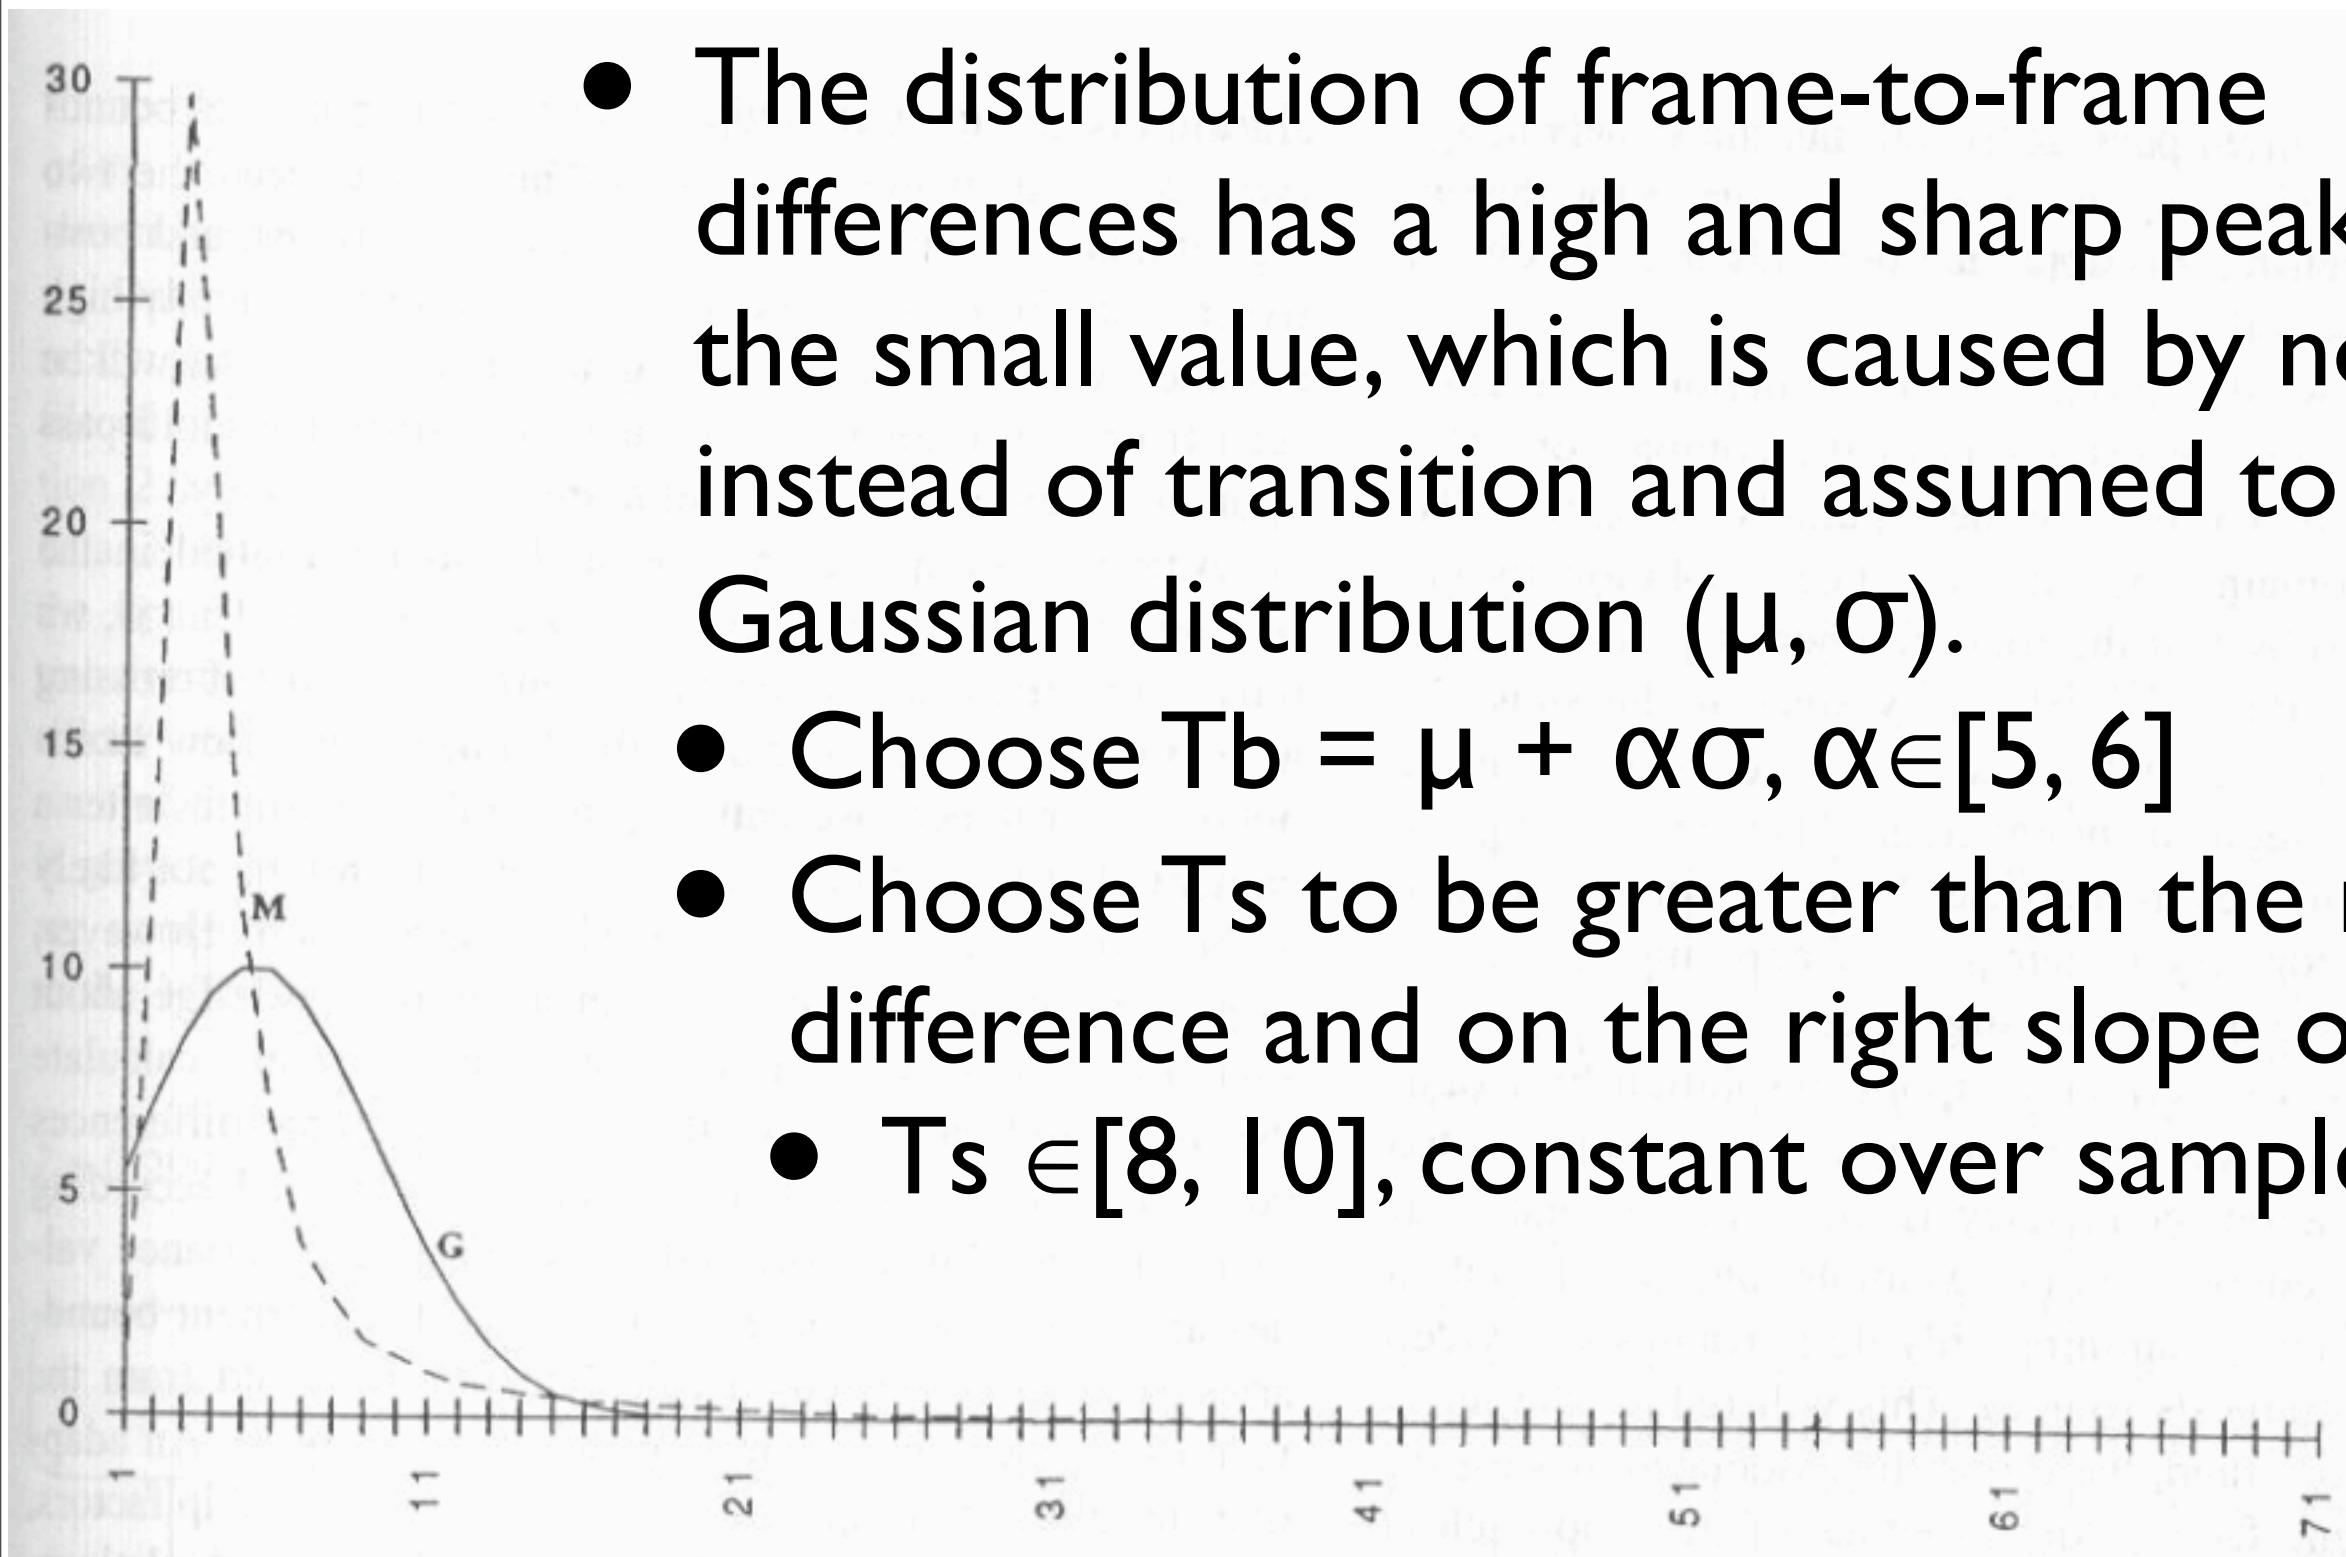 • The distribution of frame-to-frame
differences has a high and sharp peak
the small value, which is caused by
instead of transition and assumed to
Gaussian distribution (μ, σ).
• Choose Tb = μ + ασ, α∈[5, 6]
• Choose Ts to be greater than the
difference and on the right slope
• Ts ∈[8, 10], constant over
30
25
20
15
10
5
0
M
G
1
11
21
31
41
51
61
71